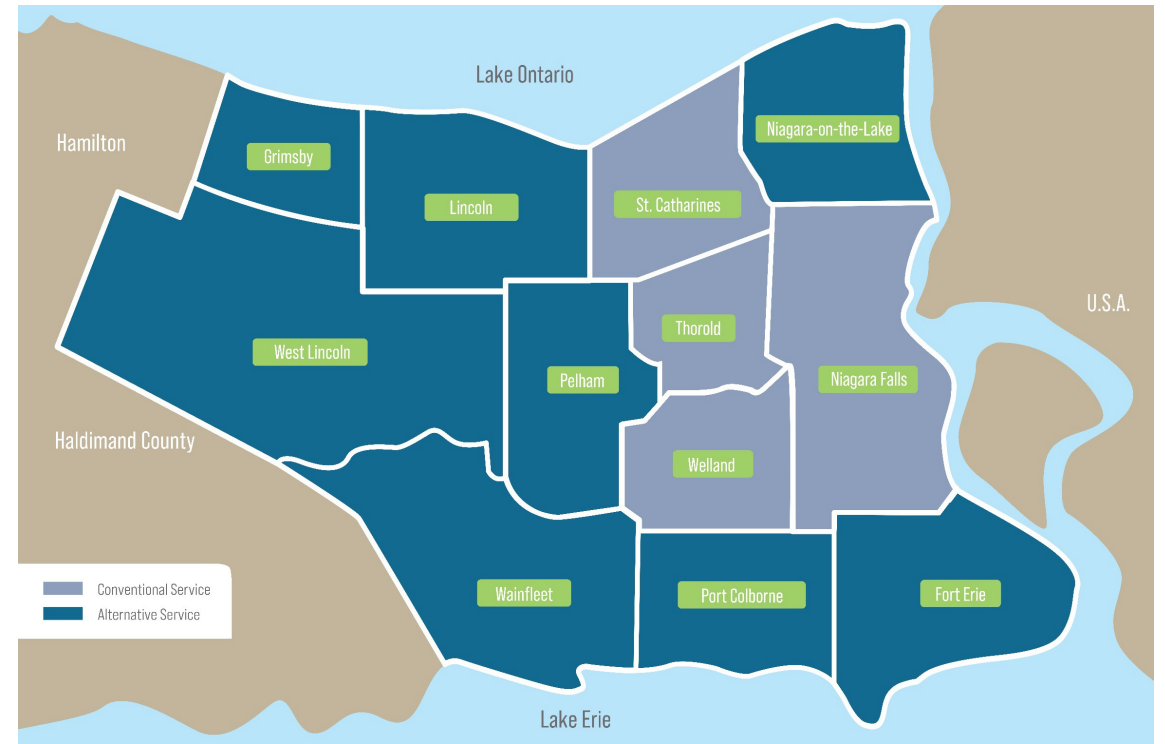 Lake Ontario
Niagara-on-the-Lake
Hamilton
Grimsby
Lincoln
St. Catharines
U.S.A.
Thorold
West Lincoln
Pelham
Niagara Falls
Haldimand County
Welland
Conventional Service
Alternative Service
Wainfleet
Port Colborne
Fort Erie
Lake Erie